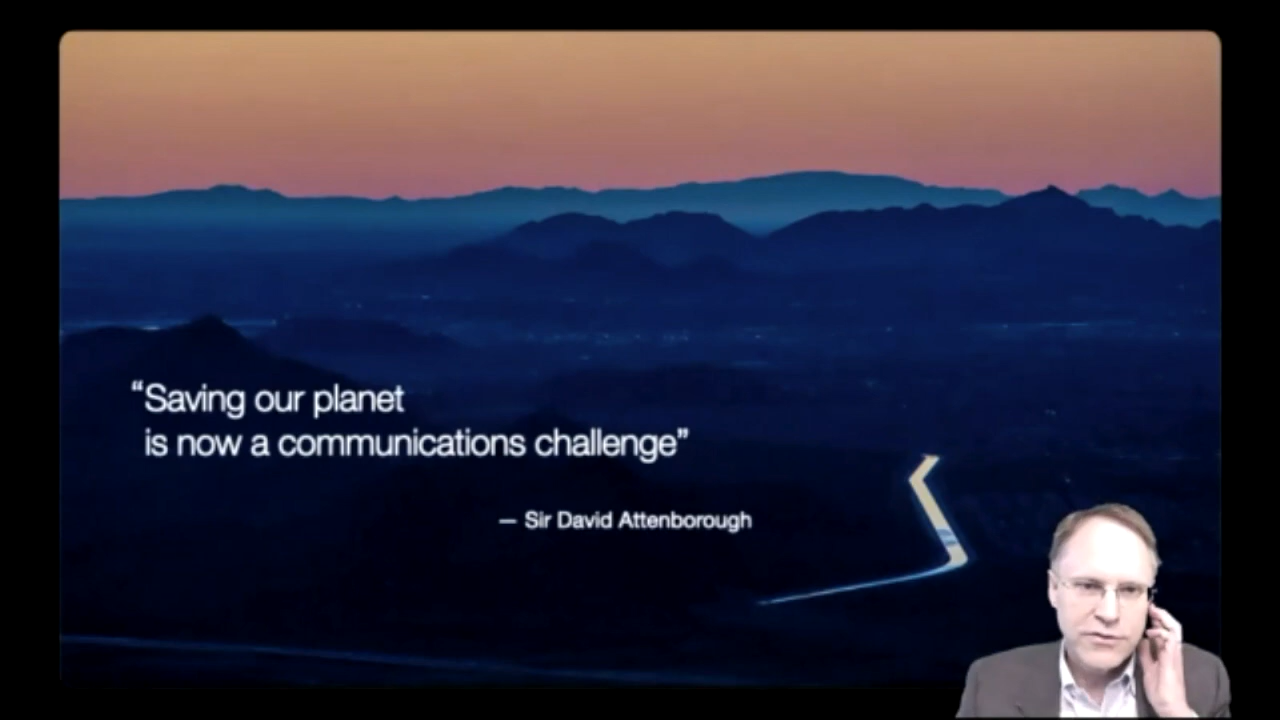 “Saving our planet
is now a communications challenge”
— Sir David Attenborough